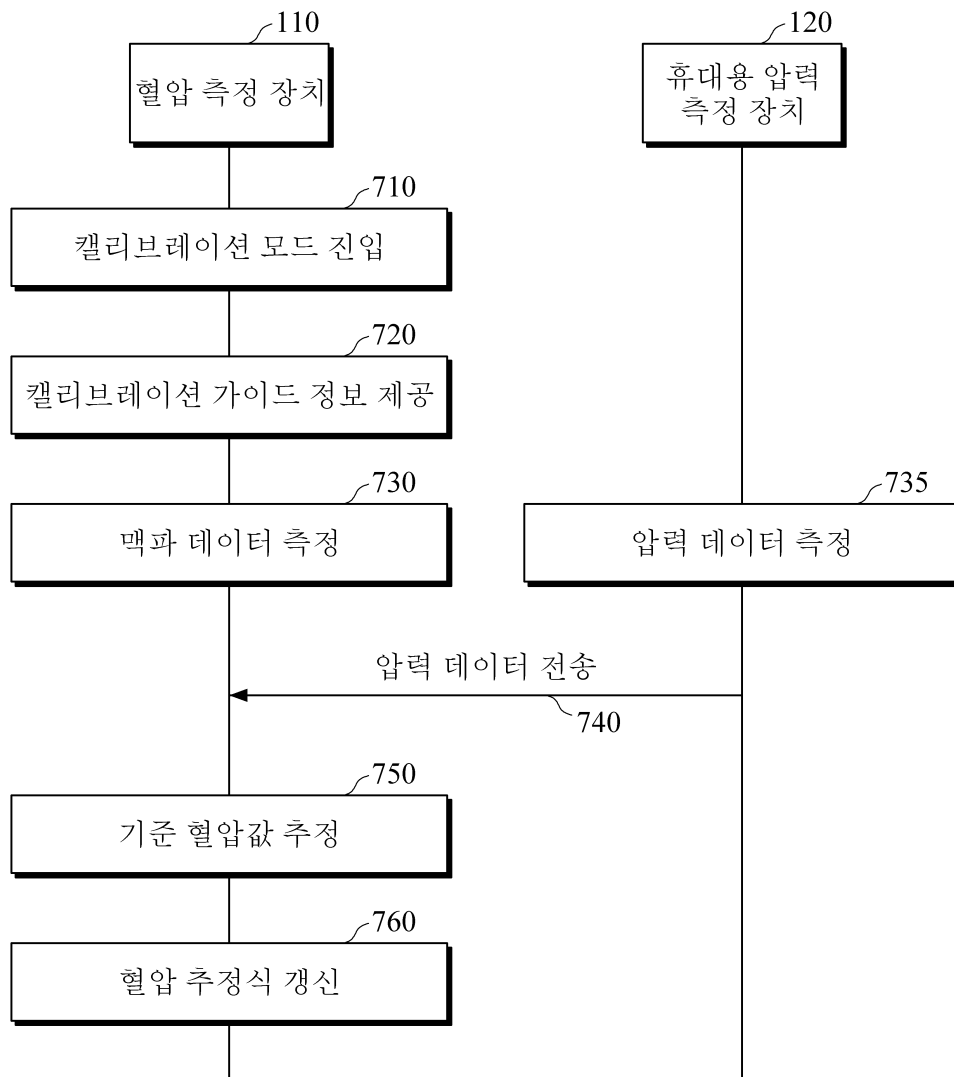 110
120
혈압 측정 장치
휴대용 압력
측정 장치
710
캘리브레이션 모드 진입
720
캘리브레이션 가이드 정보 제공
730
735
맥파 데이터 측정
압력 데이터 측정
압력 데이터 전송
740
750
기준 혈압값 추정
760
혈압 추정식 갱신